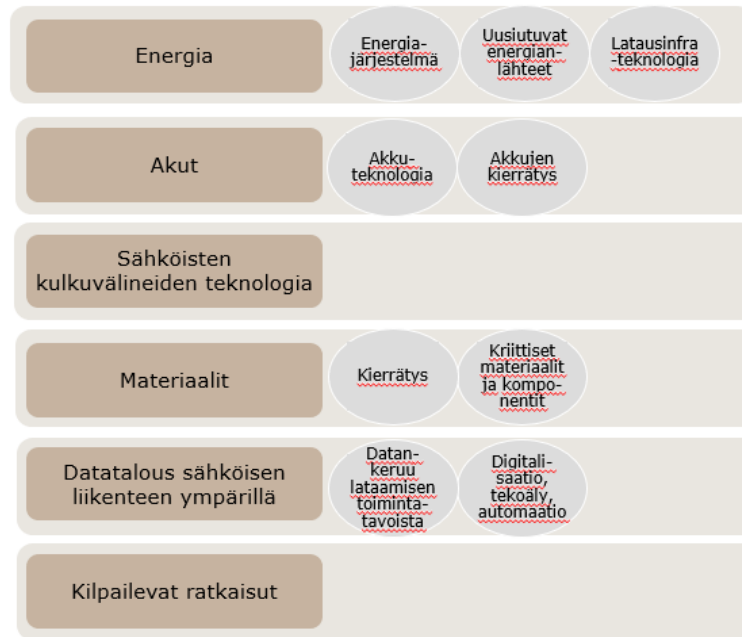 Energia
Energia-
järjestelmä
Uusiutuvat
energian-
lähteet
Latausinfra
-teknologia
Akut
Akku-
teknologia
Akkujen
kierrätys
Sähköisten
kulkuvälineiden teknologia
Materiaalit
Kierrätys
Kriittiset
materiaalit
ja kompo-
nentit
Datatalous sähköisen
liikenteen ympärillä
Datan-
keruu
lataamisen
toiminta-
tavoista
Digitali-
saatio,
tekoäly,
automaatio
Kilpailevat ratkaisut